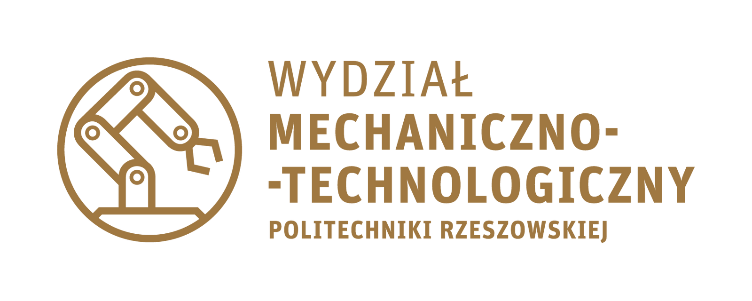 WYDZIAŁ
MECHANICZNO-
-TECHNOLOGICZNY
POLITECHNIKI RZESZOWSKIEJ